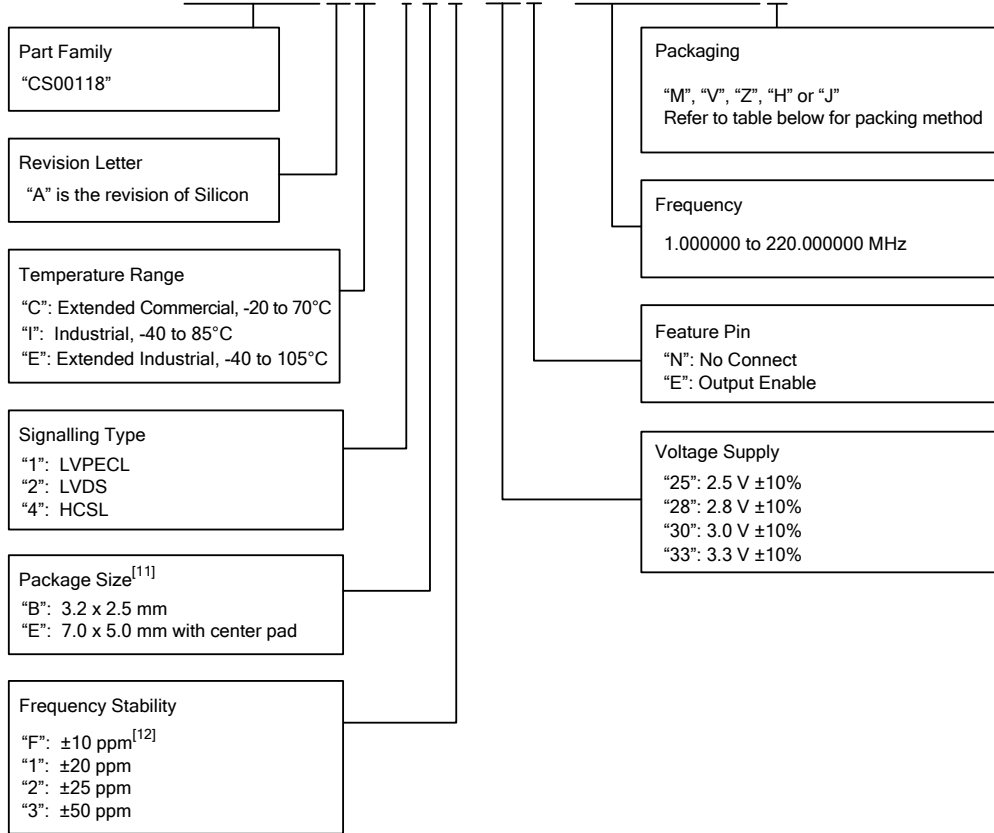 Part Family
“CS00118”
Revision Letter
“A” is the revision of Silicon
Temperature Range
“C”: Extended Commercial, -20 to 70°C
“I”: Industrial, -40 to 85°C
“E”: Extended Industrial, -40 to 105°C
Signalling Type
“1”: LVPECL
“2”: LVDS
“4”: HCSL
Package Size[11]
“B”: 3.2 x 2.5 mm
“E”: 7.0 x 5.0 mm with center pad
Frequency Stability
“F”: ±10 ppm[12]
“1”: ±20 ppm
“2”: ±25 ppm
“3”: ±50 ppm
Packaging
“M”, “V”, “Z”, “H” or “J”
Refer to table below for packing method
Frequency
1.000000 to 220.000000 MHz
Feature Pin
“N”: No Connect
“E”: Output Enable
Voltage Supply
“25”: 2.5 V ±10%
“28”: 2.8 V ±10%
“30”: 3.0 V ±10%
“33”: 3.3 V ±10%